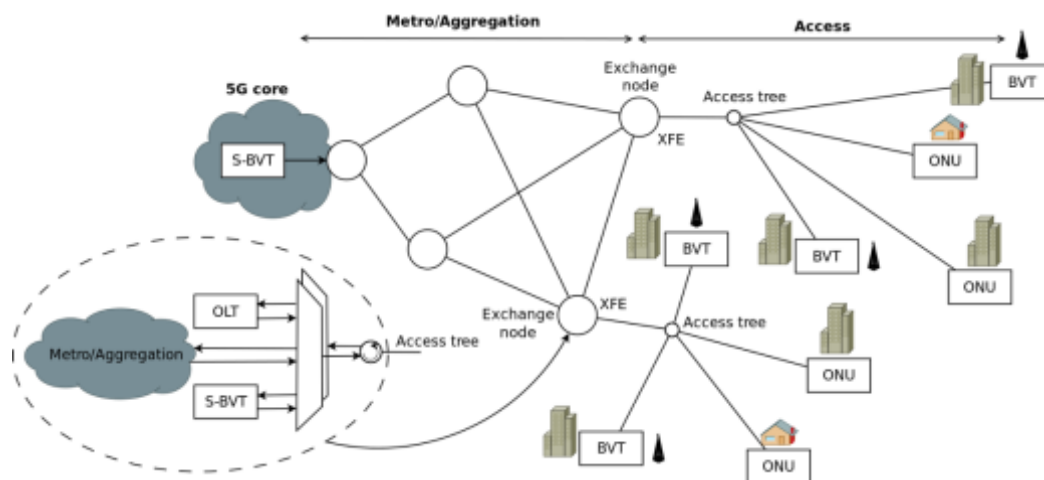 Metro/Aggregation
Access
Exchange
node
5G core
Access tree
BVT
XFE
S-BVT
ONU
BVT
BVT
ONU
XFE
OLT
Exchange
node
Access tree
Access tree
Metro/Aggregation
ONU
S-BVT
BVT
ONU